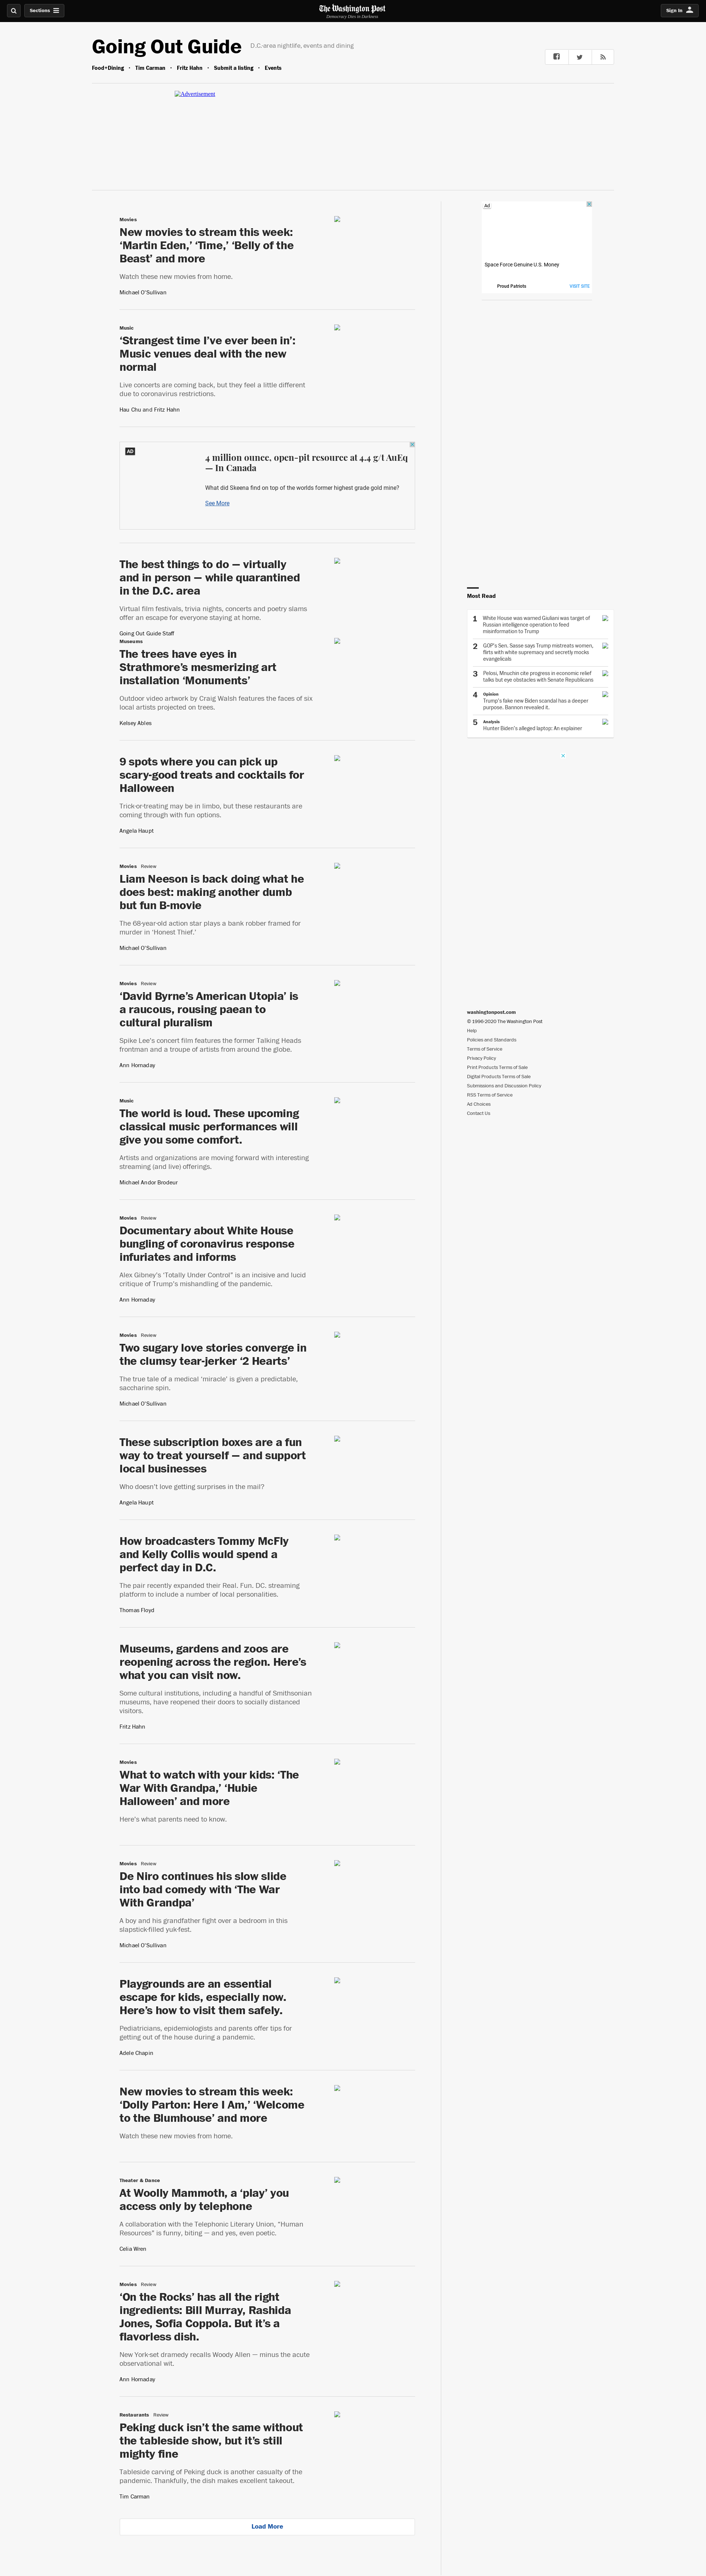 Sections
The Washington Post
Democracy Dies in Darkness
Sign In
Going Out Guide
D.C.-area nightlife, events and dining
Food+Dining • Tim Carman • Fritz Hahn • Submit a listing • Events
Advertisement
Movies
New movies to stream this week:
‘Martin Eden,’ ‘Time,’ ‘Belly of the
Beast’ and more
Watch these new movies from home.
Michael O'Sullivan
Music
‘Strangest time I’ve ever been in’:
Music venues deal with the new
normal
Live concerts are coming back, but they feel a little different
due to coronavirus restrictions.
Hau Chu and Fritz Hahn
AD
4 million ounce, open-pit resource at 4.4 g/t AuEq
— In Canada
What did Skeena find on top of the worlds former highest grade gold mine?
See More
The best things to do — virtually
and in person — while quarantined
in the D.C. area
Virtual film festivals, trivia nights, concerts and poetry slams
offer an escape for everyone staying at home.
Going Out Guide Staff
Museums
The trees have eyes in
Strathmore’s mesmerizing art
installation ‘Monuments’
Outdoor video artwork by Craig Walsh features the faces of six
local artists projected on trees.
Kelsey Ables
9 spots where you can pick up
scary-good treats and cocktails for
Halloween
Trick-or-treating may be in limbo, but these restaurants are
coming through with fun options.
Angela Haupt
Movies Review
Liam Neeson is back doing what he
does best: making another dumb
but fun B-movie
The 68-year-old action star plays a bank robber framed for
murder in ‘Honest Thief.’
Michael O'Sullivan
Movies Review
‘David Byrne’s American Utopia’ is
a raucous, rousing paean to
cultural pluralism
Spike Lee’s concert film features the former Talking Heads
frontman and a troupe of artists from around the globe.
Ann Hornaday
Music
The world is loud. These upcoming
classical music performances will
give you some comfort.
Artists and organizations are moving forward with interesting
streaming (and live) offerings.
Michael Andor Brodeur
Movies Review
Documentary about White House
bungling of coronavirus response
infuriates and informs
Alex Gibney’s ‘Totally Under Control” is an incisive and lucid
critique of Trump’s mishandling of the pandemic.
Ann Hornaday
Movies Review
Two sugary love stories converge in
the clumsy tear-jerker ‘2 Hearts’
The true tale of a medical ‘miracle’ is given a predictable,
saccharine spin.
Michael O'Sullivan
These subscription boxes are a fun
way to treat yourself — and support
local businesses
Who doesn’t love getting surprises in the mail?
Angela Haupt
How broadcasters Tommy McFly
and Kelly Collis would spend a
perfect day in D.C.
The pair recently expanded their Real. Fun. DC. streaming
platform to include a number of local personalities.
Thomas Floyd
Museums, gardens and zoos are
reopening across the region. Here’s
what you can visit now.
Some cultural institutions, including a handful of Smithsonian
museums, have reopened their doors to socially distanced
visitors.
Fritz Hahn
Movies
What to watch with your kids: ‘The
War With Grandpa,’ ‘Hubie
Halloween’ and more
Here’s what parents need to know.
Movies Review
De Niro continues his slow slide
into bad comedy with ‘The War
With Grandpa’
A boy and his grandfather fight over a bedroom in this
slapstick-filled yuk-fest.
Michael O'Sullivan
Playgrounds are an essential
escape for kids, especially now.
Here’s how to visit them safely.
Pediatricians, epidemiologists and parents offer tips for
getting out of the house during a pandemic.
Adele Chapin
New movies to stream this week:
‘Dolly Parton: Here I Am,’ ‘Welcome
to the Blumhouse’ and more
Watch these new movies from home.
Theater & Dance
At Woolly Mammoth, a ‘play’ you
access only by telephone
A collaboration with the Telephonic Literary Union, “Human
Resources” is funny, biting — and yes, even poetic.
Celia Wren
Movies Review
‘On the Rocks’ has all the right
ingredients: Bill Murray, Rashida
Jones, Sofia Coppola. But it’s a
flavorless dish.
New York-set dramedy recalls Woody Allen — minus the acute
observational wit.
Ann Hornaday
Restaurants Review
Peking duck isn’t the same without
the tableside show, but it’s still
mighty fine
Tableside carving of Peking duck is another casualty of the
pandemic. Thankfully, the dish makes excellent takeout.
Tim Carman
Load More
Ad
Space Force Genuine U.S. Money
Proud Patriots
VISIT SITE
Most Read
1 White House was warned Giuliani was target of
Russian intelligence operation to feed
misinformation to Trump
2 GOP’s Sen. Sasse says Trump mistreats women,
flirts with white supremacy and secretly mocks
evangelicals
3 Pelosi, Mnuchin cite progress in economic relief
talks but eye obstacles with Senate Republicans
4 Opinion
Trump’s fake new Biden scandal has a deeper
purpose. Bannon revealed it.
5 Analysis
Hunter Biden’s alleged laptop: An explainer
washingtonpost.com
© 1996-2020 The Washington Post
Help
Policies and Standards
Terms of Service
Privacy Policy
Print Products Terms of Sale
Digital Products Terms of Sale
Submissions and Discussion Policy
RSS Terms of Service
Ad Choices
Contact Us